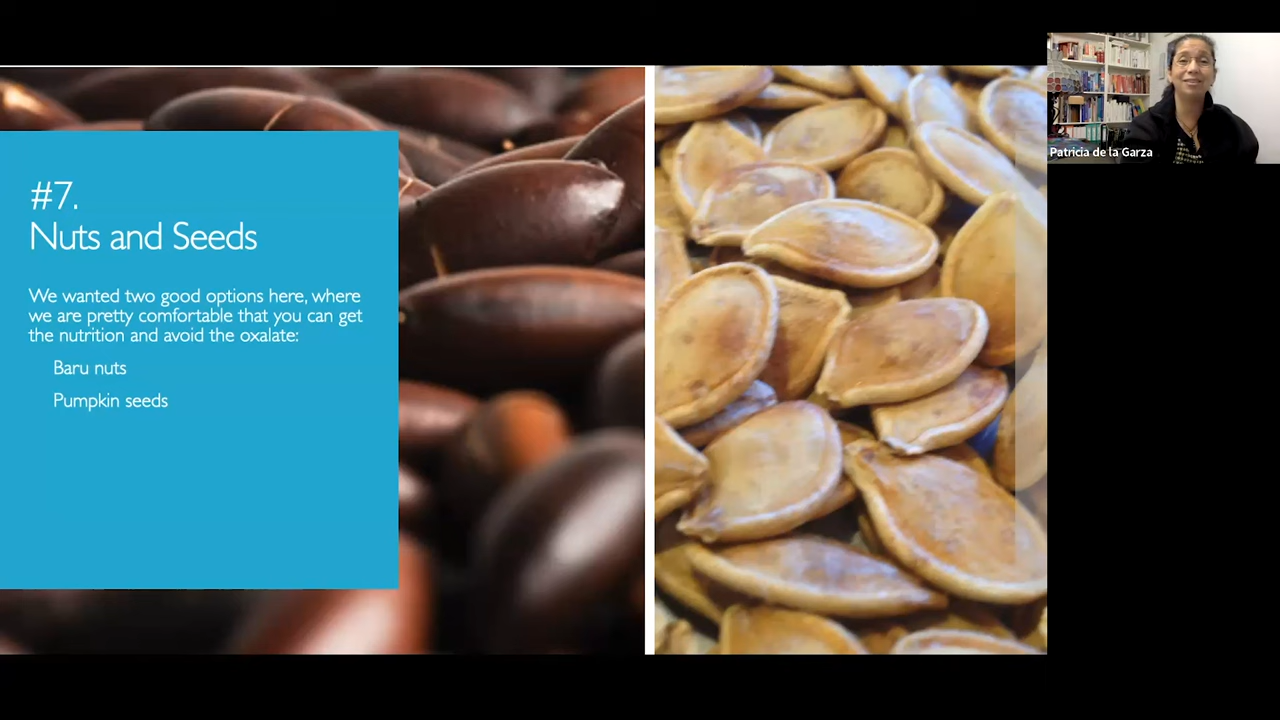 #7.
Nuts and Seeds
We wanted two good options here, where
we are pretty comfortable that you can get
the nutrition and avoid the oxalate:
Baru nuts
Pumpkin seeds
Patricia de la Garza